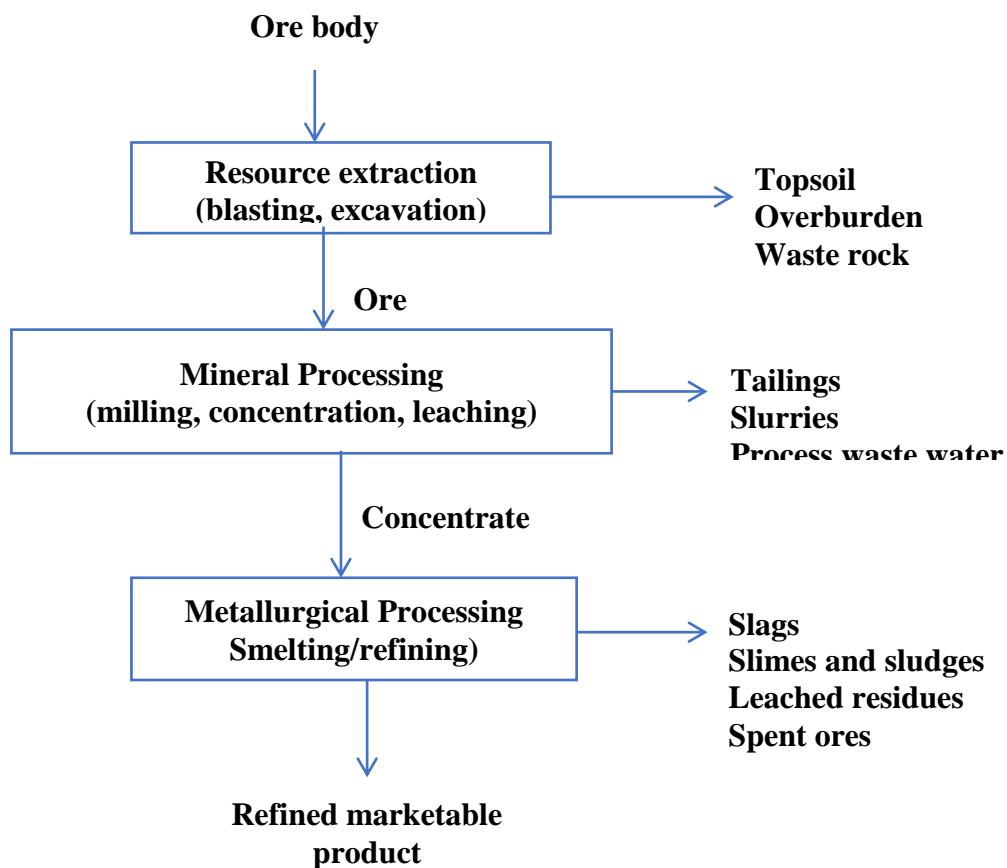 Ore body
Resource extraction
(blasting, excavation)
Topsoil
Overburden
Waste rock
Ore
Mineral Processing
(milling, concentration, leaching)
Tailings
Slurries
Process waste water
Concentrate
Metallurgical Processing
Smelting/refining)
Slags
Slimes and sludges
Leached residues
Spent ores
Refined marketable
product